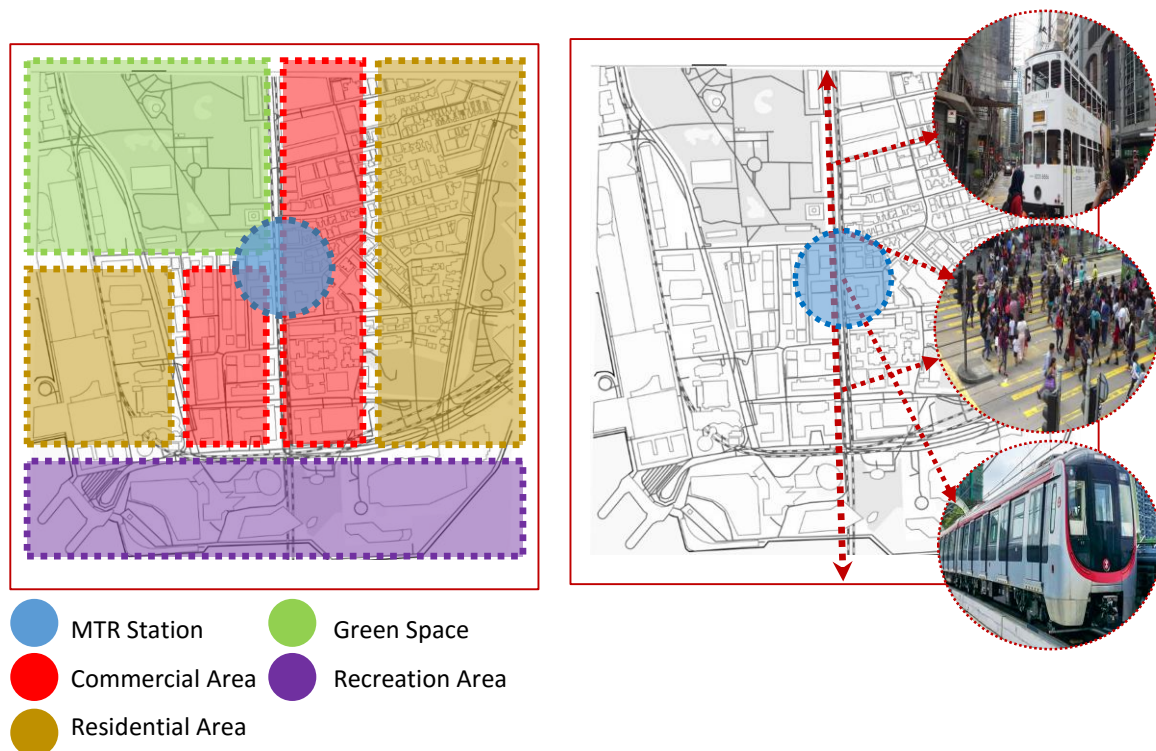 MTR Station
Green Space
Commercial Area
Recreation Area
Residential Area